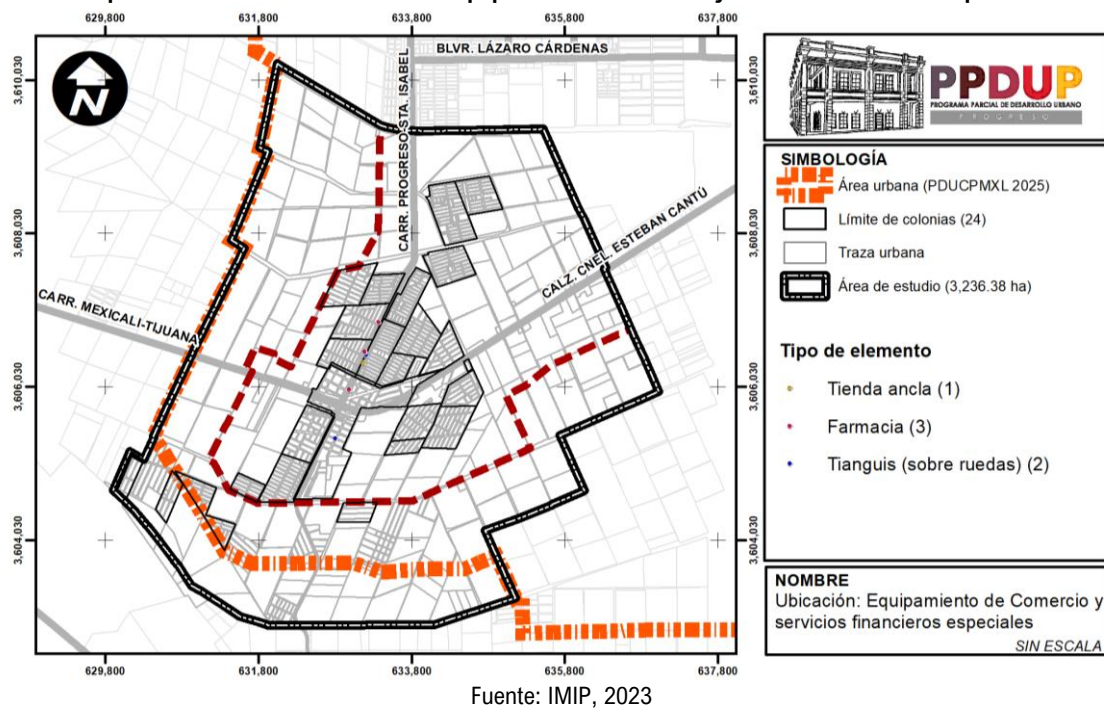 629,800
631,800
633,800
635,800
637,800
3,610,030
3,608,030
3,606,030
3,604,030
N
BLVR. LÁZARO CÁRDENAS
CARR. PROGRESO-STA. ISABEL
CALZ. CNEL. ESTEBAN CANTÚ
CARR. MEXICALI-TIJUANA
3,610,030
3,608,030
3,606,030
3,604,030
629,800
631,800
633,800
635,800
637,800
PPDUP
PROGRAMA PARCIAL DE DESARROLLO URBANO
PROGRESO
SIMBOLOGÍA
Área urbana (PDUCPMXL 2025)
Límite de colonias (24)
Traza urbana
Área de estudio (3,236.38 ha)
Tipo de elemento
Tienda ancla (1)
Farmacia (3)
Tianguis (sobre ruedas) (2)
NOMBRE
Ubicación: Equipamiento de Comercio y
servicios financieros especiales
SIN ESCALA
Fuente: IMIP, 2023